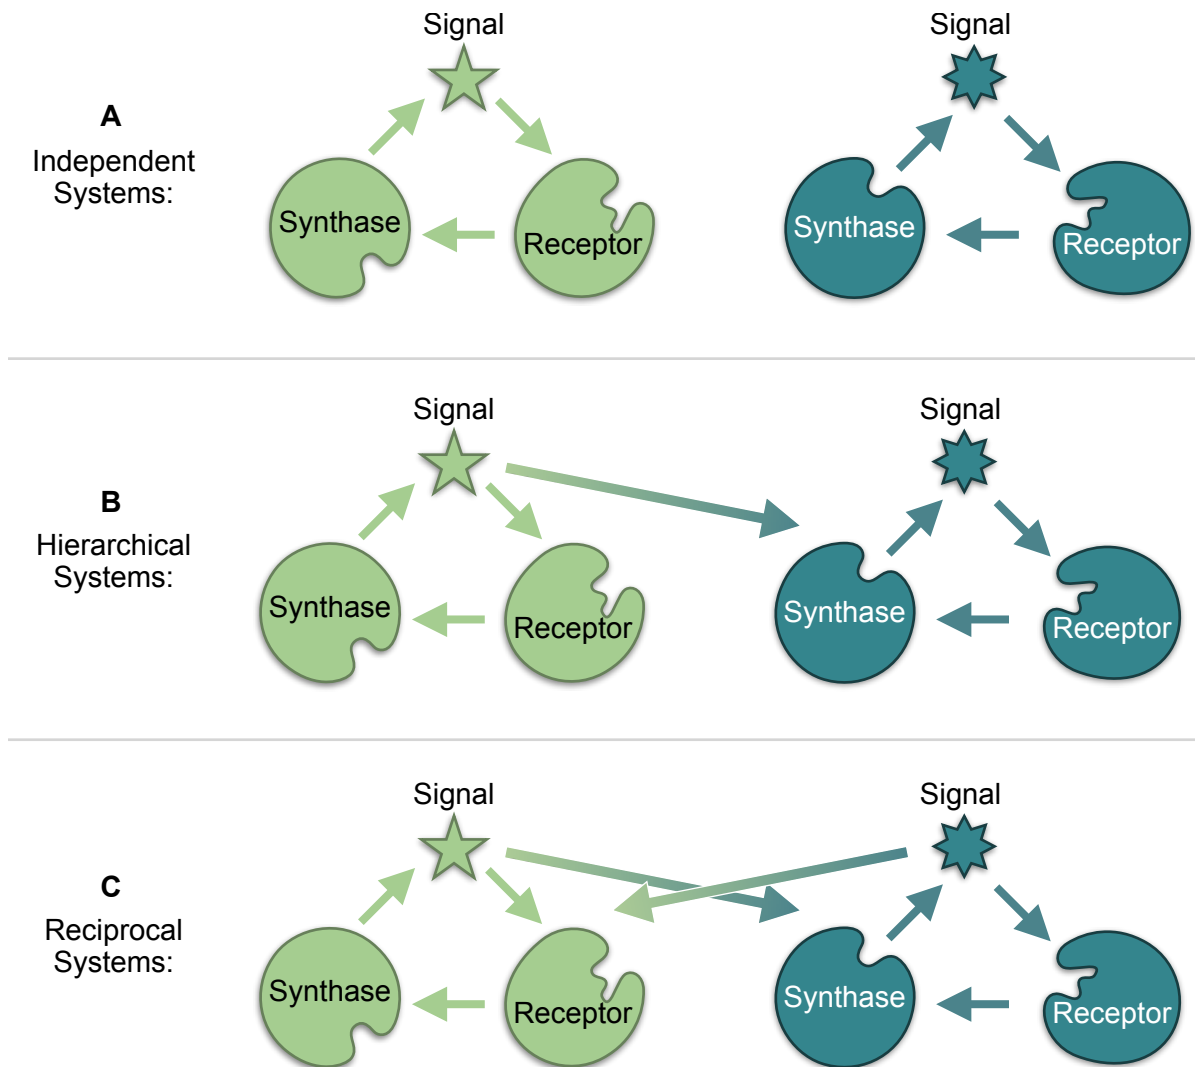 Signal
Signal
A
Independent
Systems:
Synthase
Receptor
Synthase
Receptor
Signal
Signal
B
Hierarchical
Systems:
Synthase
Receptor
Synthase
Receptor
Signal
Signal
C
Reciprocal
Systems:
Synthase
Receptor
Synthase
Receptor